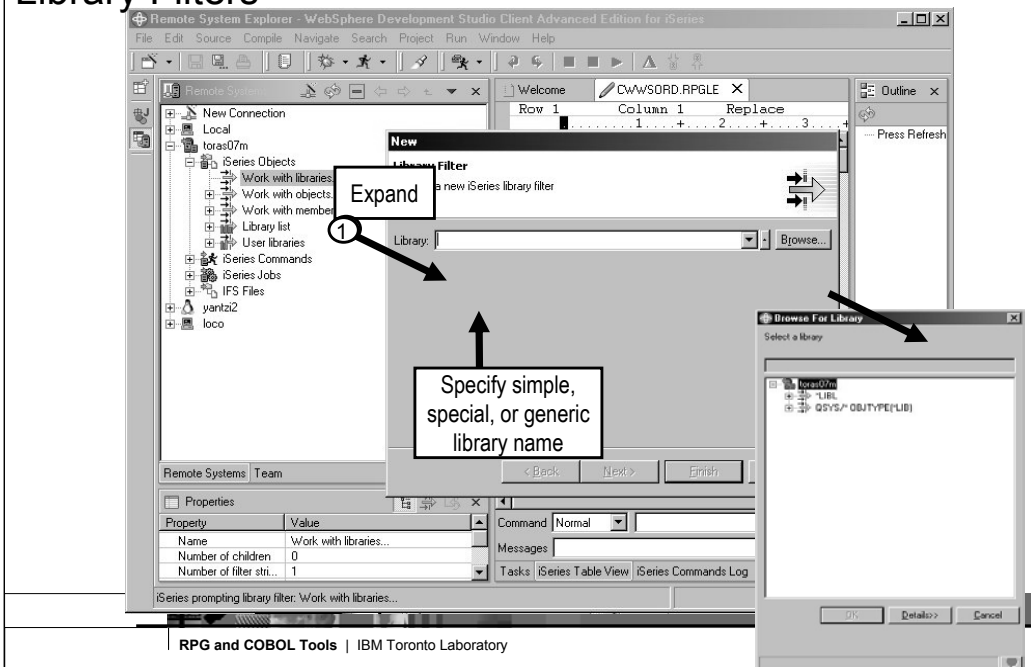 Library Filters
Remote System Explorer - WebSphere Development Studio Client Advanced Edition for iSeries
File Edit Source Compile Navigate Search Project Run Window Help
Remote Systems
Welcome
CWWSORD.RPGLE
Outline
Row 1 Column 1 Replace
.........1....+....2....+....3....+
Press Refresh
New Connection
Local
toras07m
iSeries Objects
Work with libraries...
Work with objects.
Work with member
Library list
User libraries
iSeries Commands
iSeries Jobs
IFS Files
yantzi2
loco
New
Library Filter
a new iSeries library filter
Expand
1
Library:
Browse...
Browse For Library
Select a library
toras07m
*LIBL
QSYS/* OBJTYPE(*LIB)
Specify simple,
special, or generic
library name
< Back
Next >
Finish
Remote Systems Team
Properties
Property Value
Name Work with libraries...
Number of children 0
Number of filter stri... 1
Command Normal
Messages
Tasks iSeries Table View iSeries Commands Log
iSeries prompting library filter: Work with libraries...
OK
Details>>
Cancel
RPG and COBOL Tools | IBM Toronto Laboratory